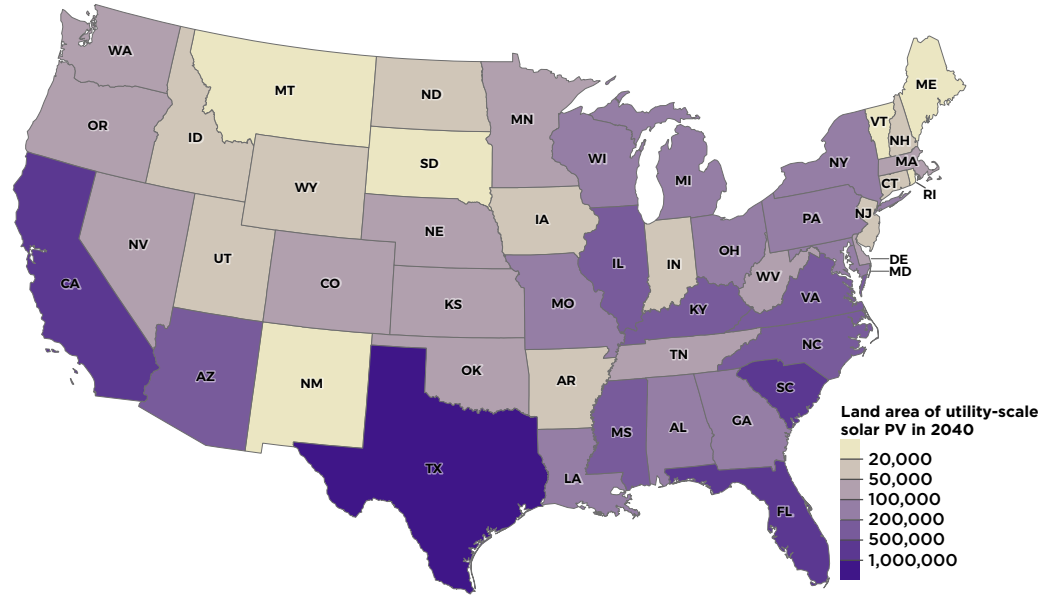 WA
MT
ND
MN
ME
VT
NH
OR
ID
SD
WI
MI
NY
MA
WY
CT
RI
IA
NJ
NE
PA
NV
UT
IL
IN
OH
DE
MD
CO
WV
CA
KS
MO
KY
VA
NC
TN
OK
AZ
NM
AR
SC
MS
AL
GA
TX
LA
FL
Land area of utility-scale
solar PV in 2040
20,000
50,000
100,000
200,000
500,000
1,000,000